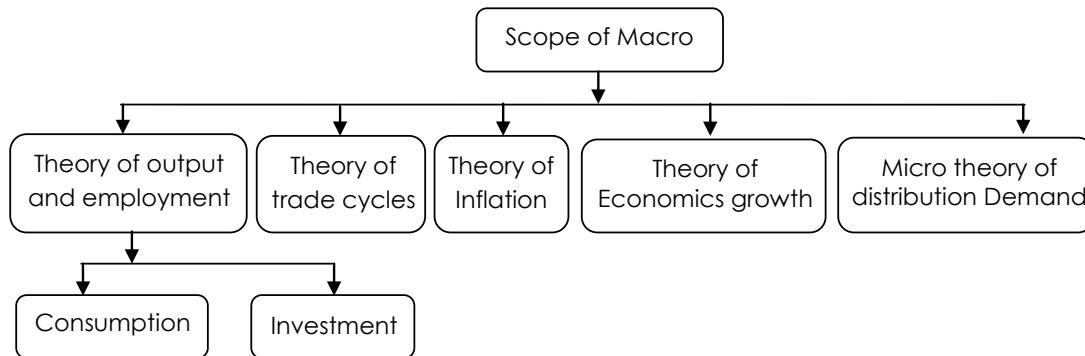 Scope of Macro
Theory of output
and employment
Theory of
trade cycles
Theory of
Inflation
Theory of
Economics growth
Micro theory of
distribution Demand
Consumption
Investment